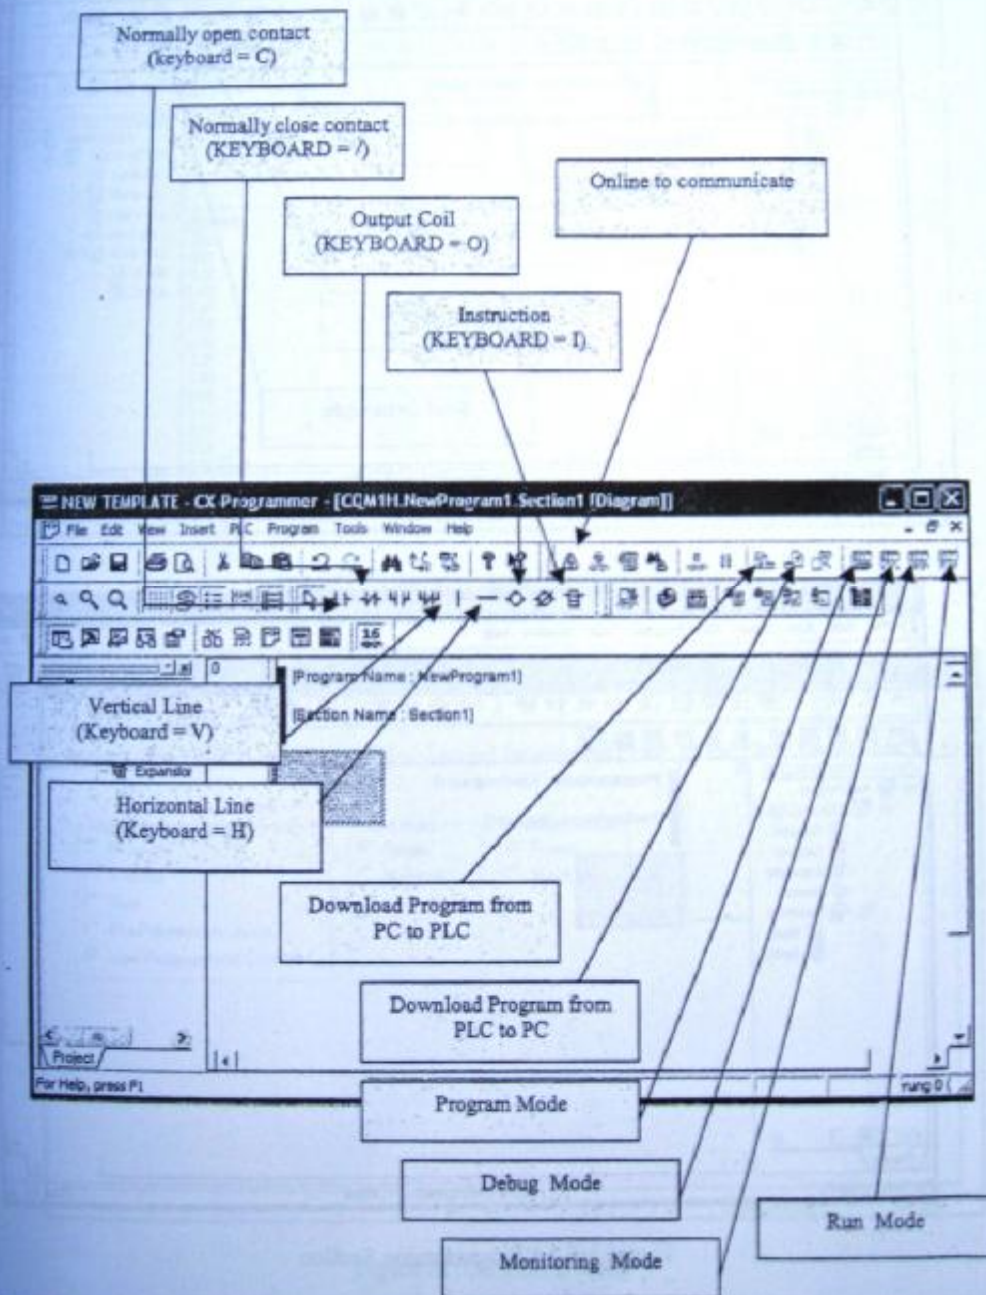 Normally open contact
(keyboard = C)
Normally close contact
(KEYBOARD = /)
Online to communicate
Output Coil
(KEYBOARD = O)
Instruction
(KEYBOARD = I)
NEW TEMPLATE - CX-Programmer - [CQM1H.NewProgram1.Section1 [Diagram]]
File Edit View Insert PLC Program Tools Window Help
0
[Program Name : NewProgram1]
Vertical Line
(Keyboard = V)
[Section Name : Section1]
Expansion
Horizontal Line
(Keyboard = H)
Download Program from
PC to PLC
Download Program from
PLC to PC
Project
For Help, press F1
rung 0 (
Program Mode
Debug Mode
Run Mode
Monitoring Mode